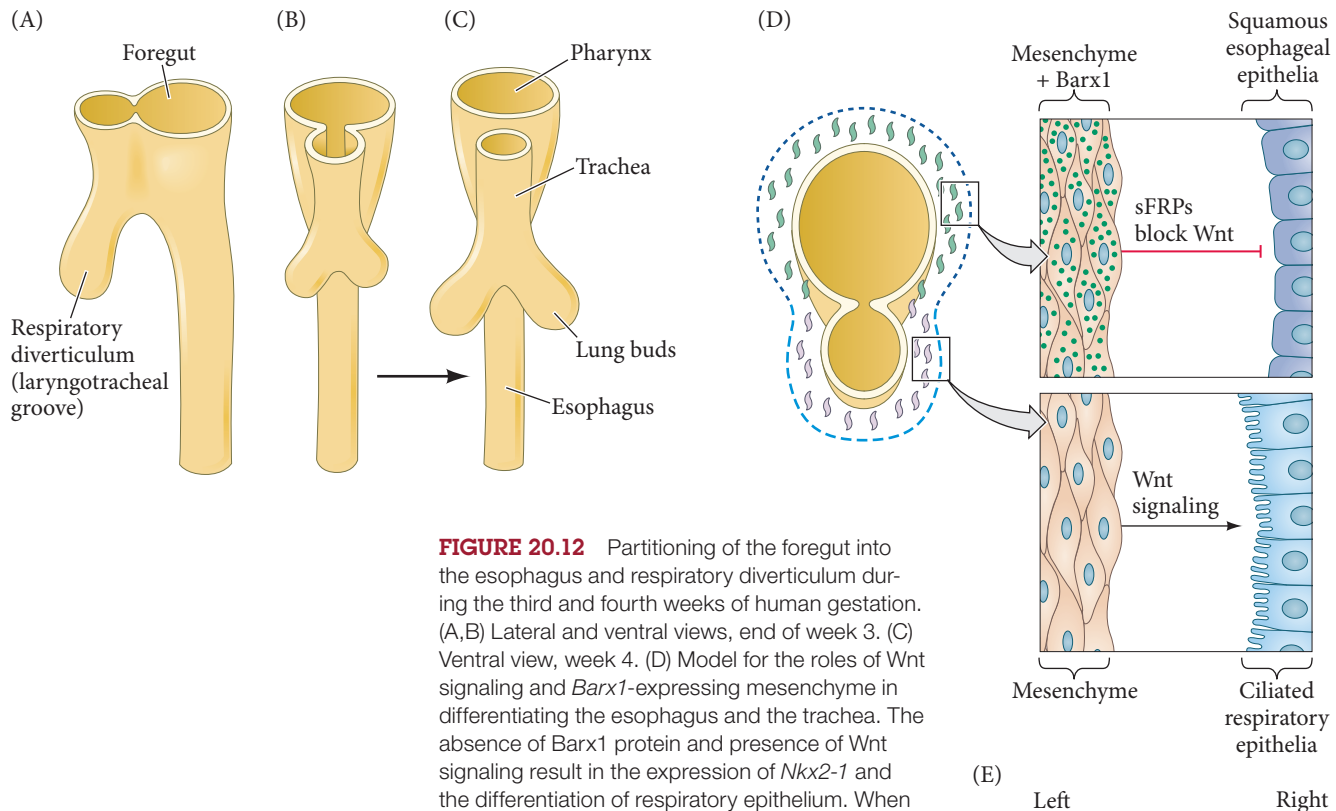 (A)
Foregut
Respiratory
diverticulum
(laryngotracheal
groove)
(B)
(C)
Pharynx
Trachea
Lung buds
Esophagus
(D)
Mesenchyme
+ Barx1
Squamous
esophageal
epithelia
sFRPs
block Wnt
Wnt
signaling
Mesenchyme
Ciliated
respiratory
epithelia
FIGURE 20.12 Partitioning of the foregut into
the esophagus and respiratory diverticulum dur-
ing the third and fourth weeks of human gestation.
(A,B) Lateral and ventral views, end of week 3. (C)
Ventral view, week 4. (D) Model for the roles of Wnt
signaling and Barx1-expressing mesenchyme in
differentiating the esophagus and the trachea. The
absence of Barx1 protein and presence of Wnt
signaling result in the expression of Nkx2-1 and
the differentiation of respiratory epithelium. When
(E)
Left Right